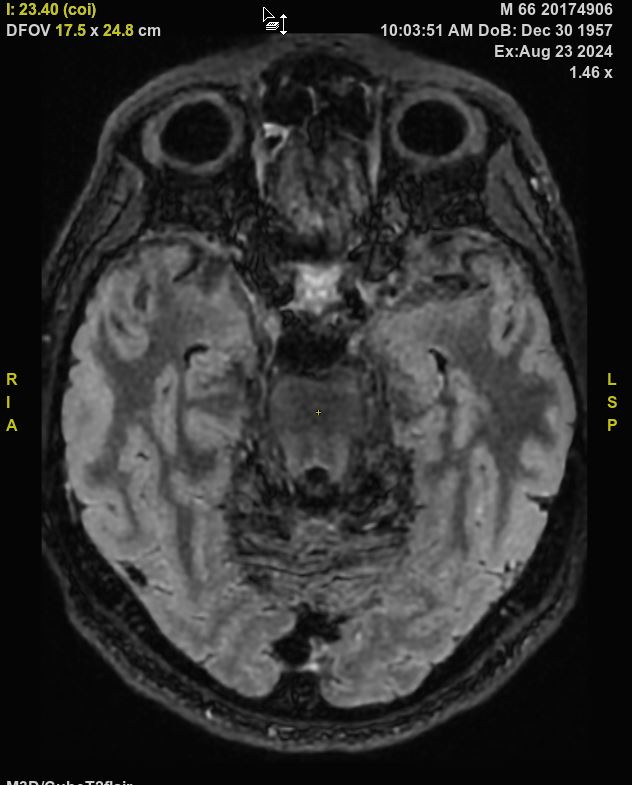 I: 23.40 (coi)
DFOV 17.5 x 24.8 cm
M 66 20174906
10:03:51 AM DoB: Dec 30 1957
Ex:Aug 23 2024
1.46 x
R
I
A
L
S
P